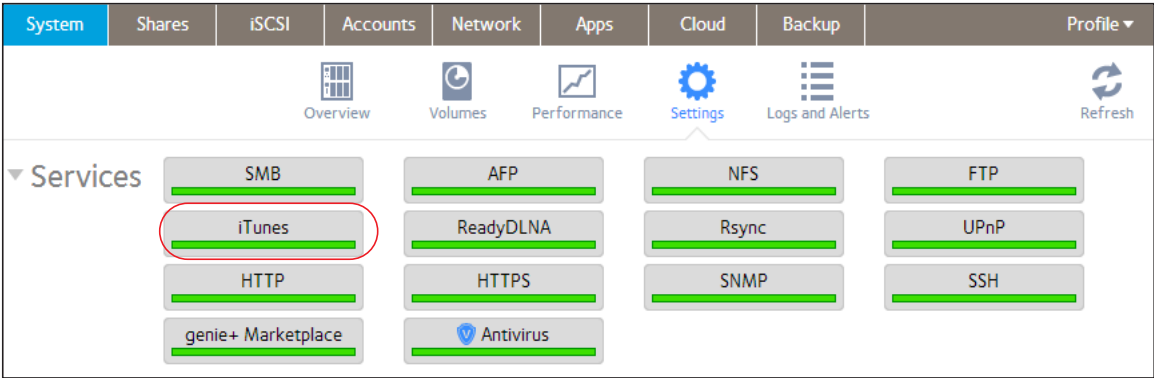 System Shares iSCSI Accounts Network Apps Cloud Backup Profile
Overview Volumes Performance Settings Logs and Alerts Refresh
Services SMB AFP NFS FTP
iTunes ReadyDLNA Rsync UPnP
HTTP HTTPS SNMP SSH
genie+ Marketplace V Antivirus